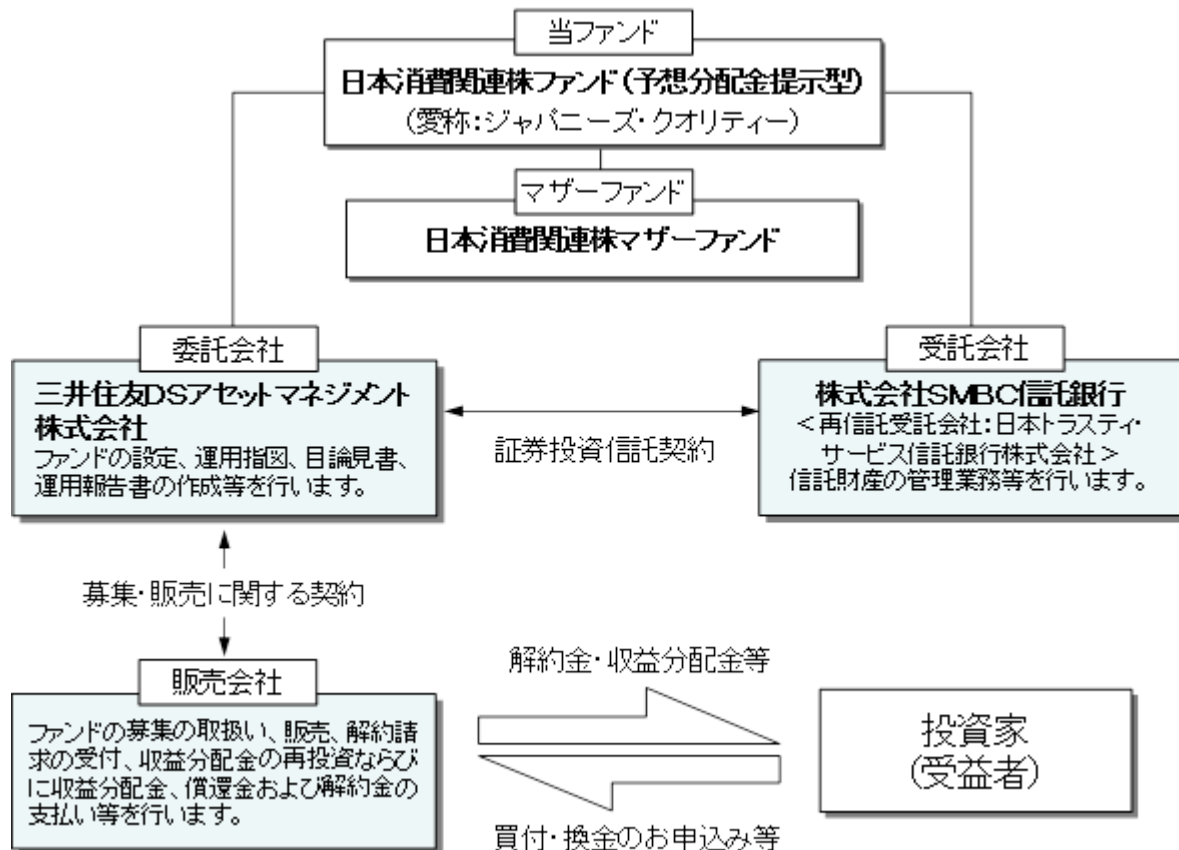 当ファンド
日本消費関連株ファンド(予想分配金提示型)
(愛称:ジャパニーズ・クオリティー)
マザーファンド
日本消費関連株マザーファンド
委託会社
三井住友DSアセットマネジメント
株式会社
ファンドの設定、運用指図、目論見書、
運用報告書の作成等を行います。
証券投資信託契約
受託会社
株式会社SMBC信託銀行
<再信託受託会社:日本トラスティ・
サービス信託銀行株式会社>
信託財産の管理業務等を行います。
募集・販売に関する契約
販売会社
ファンドの募集の取扱い、販売、解約請
求の受付、収益分配金の再投資ならび
に収益分配金、償還金および解約金の
支払い等を行います。
解約金・収益分配金等
買付・換金のお申込み等
投資家
(受益者)